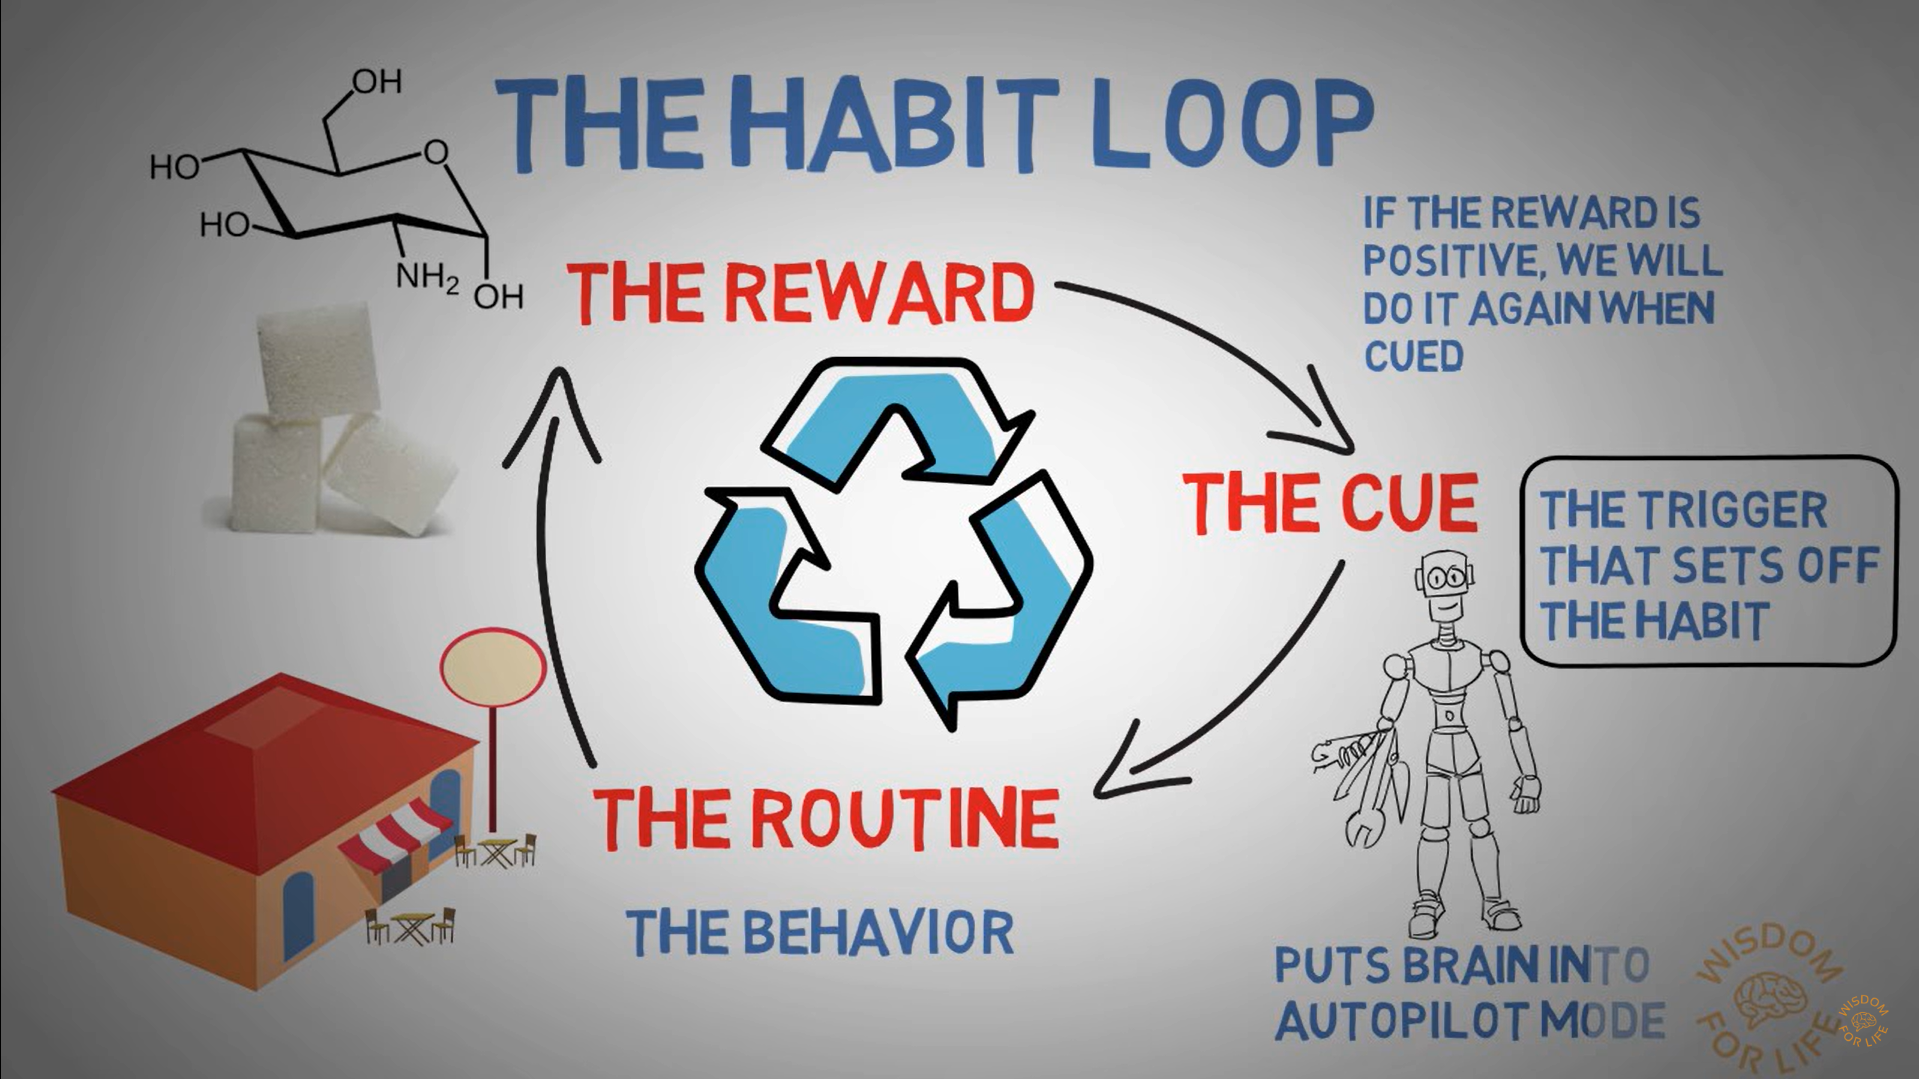 THE HABIT LOOP
OH
O
HO
HO
NH2
OH
THE REWARD
IF THE REWARD IS
POSITIVE, WE WILL
DO IT AGAIN WHEN
CUED
THE CUE
THE TRIGGER
THAT SETS OFF
THE HABIT
THE ROUTINE
THE BEHAVIOR
PUTS BRAIN INTO
AUTOPILOT MODE
WISDOM
FOR LIFE
WISDOM
FOR LIFE